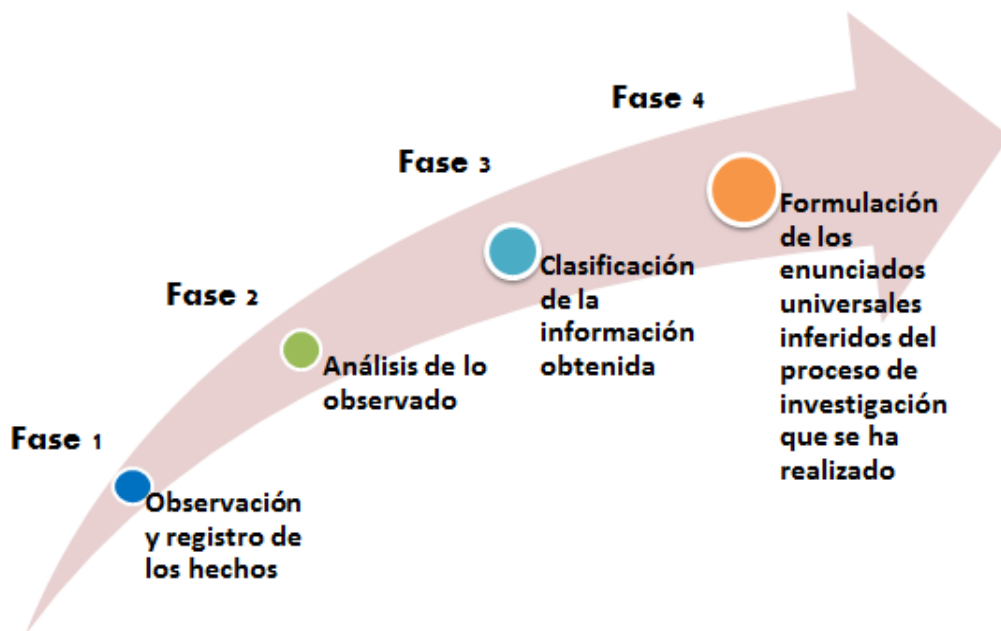 Fase 1
Observación
y registro de
los hechos
Fase 2
Análisis de lo
observado
Fase 3
Clasificación
de la
información
obtenida
Fase 4
Formulación
de los
enunciados
universales
inferidos del
proceso de
investigación
que se ha
realizado